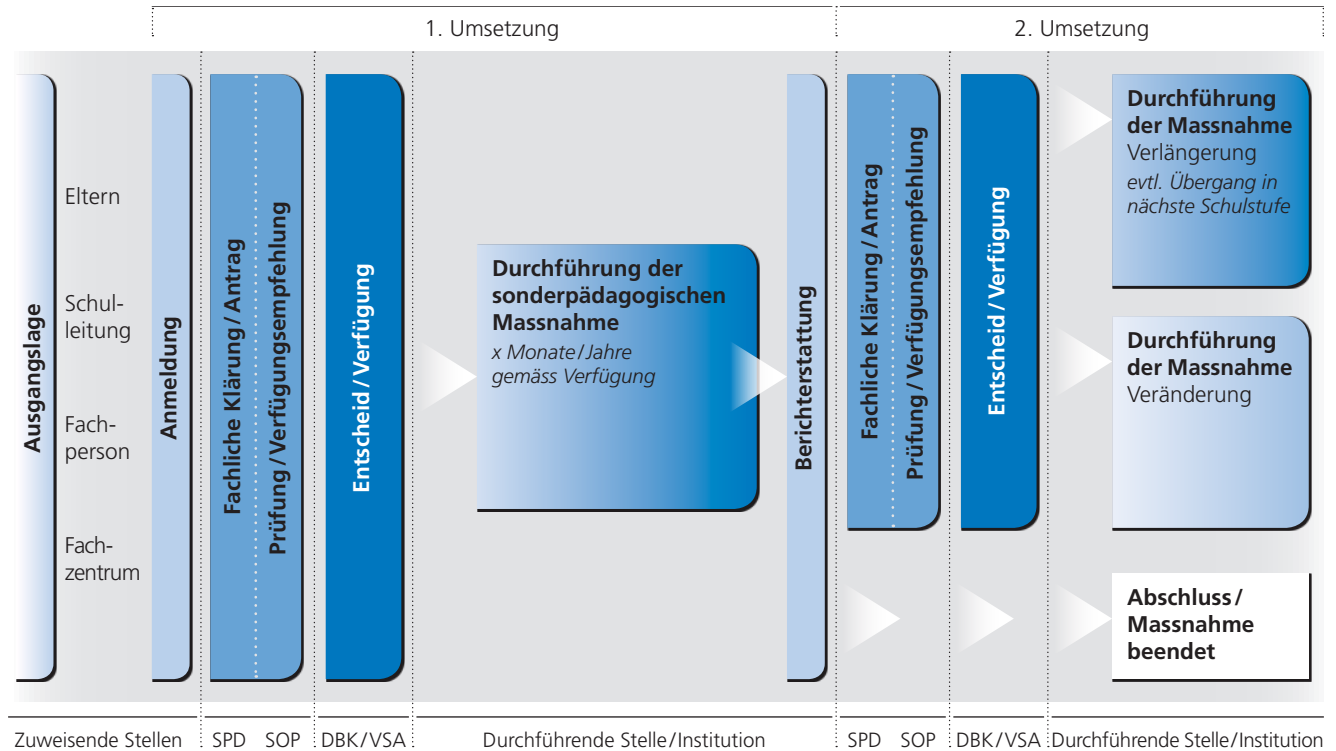 1. Umsetzung
2. Umsetzung
Ausgangslage
Eltern
Schul-
leitung
Fach-
person
Fach-
zentrum
Anmeldung
Fachliche Klärung / Antrag
Prüfung / Verfügungsempfehlung
Entscheid / Verfügung
Durchführung der
sonderpädagogischen
Massnahme
x Monate/Jahre
gemäss Verfügung
Berichterstattung
Fachliche Klärung / Antrag
Prüfung / Verfügungsempfehlung
Entscheid / Verfügung
Durchführung
der Massnahme
Verlängerung
evtl. Übergang in
nächste Schulstufe
Durchführung
der Massnahme
Veränderung
Abschluss /
Massnahme
beendet
Zuweisende Stellen
SPD
SOP
DBK/VSA
Durchführende Stelle/Institution
SPD
SOP
DBK/VSA
Durchführende Stelle/Institution